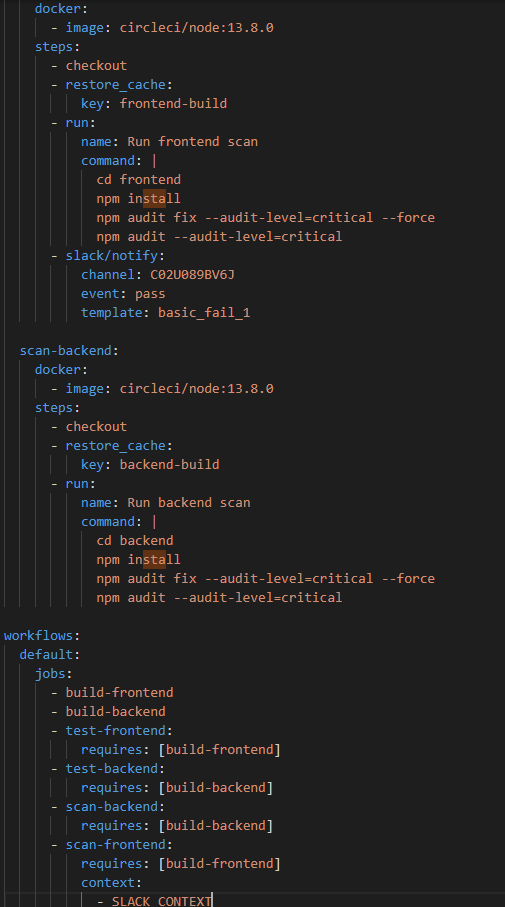 docker:
- image: circleci/node:13.8.0
steps:
- checkout
- restore_cache:
key: frontend-build
- run:
name: Run frontend scan
command: |
cd frontend
npm install
npm audit fix --audit-level=critical --force
npm audit --audit-level=critical
- slack/notify:
channel: C02U089BV6J
event: pass
template: basic_fail_1
scan-backend:
docker:
- image: circleci/node:13.8.0
steps:
- checkout
- restore_cache:
key: backend-build
- run:
name: Run backend scan
command: |
cd backend
npm install
npm audit fix --audit-level=critical --force
npm audit --audit-level=critical
workflows:
default:
jobs:
- build-frontend
- build-backend
- test-frontend:
requires: [build-frontend]
- test-backend:
requires: [build-backend]
- scan-backend:
requires: [build-backend]
- scan-frontend:
requires: [build-frontend]
context:
- SLACK_CONTEXT